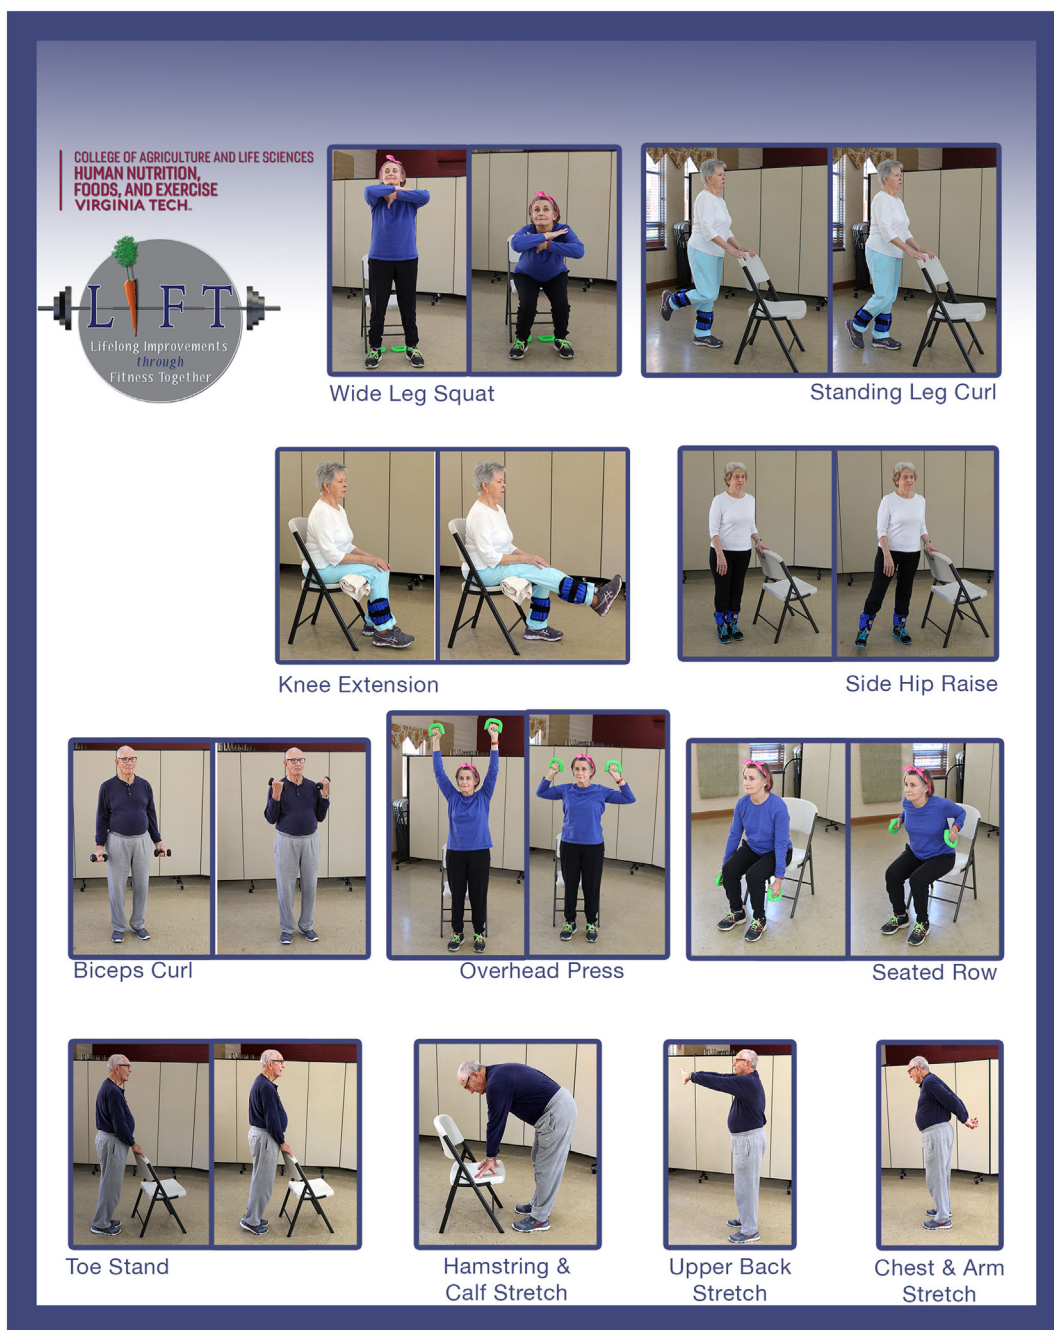 COLLEGE OF AGRICULTURE AND LIFE SCIENCES
HUMAN NUTRITION,
FOODS, AND EXERCISE
VIRGINIA TECH.
L I F T
Lifelong Improvements
through
Fitness Together
Wide Leg Squat
Standing Leg Curl
Knee Extension
Side Hip Raise
Biceps Curl
Overhead Press
Seated Row
Toe Stand
Hamstring &
Calf Stretch
Upper Back
Stretch
Chest & Arm
Stretch